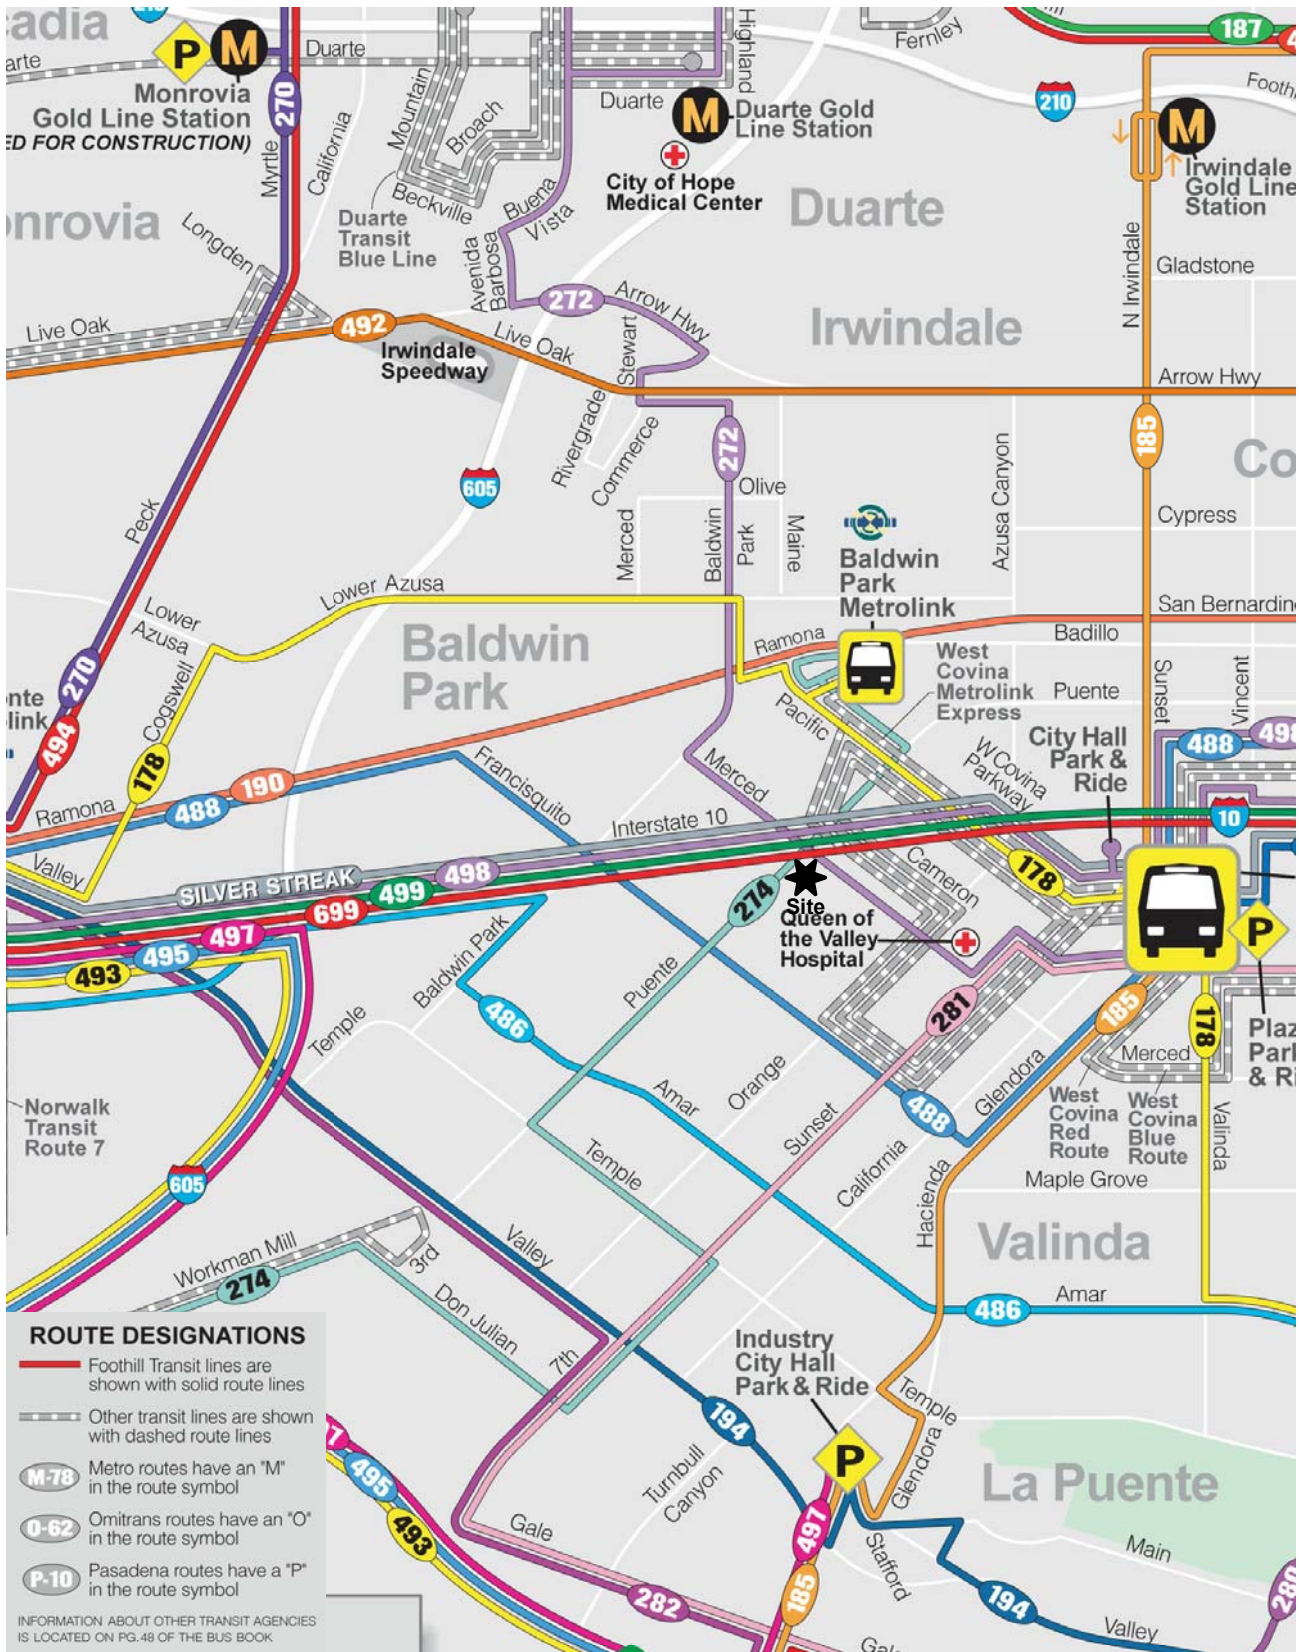 210
cadia
P
M
Duarte
arte
Monrovia
Gold Line Station
ED FOR CONSTRUCTION)
270
Myrtle
California
Mountain
Broach
Beckville
Highland
Duarte
M
Duarte Gold
Line Station
City of Hope
Medical Center
Fernley
187
210
Foothi
M
Irwindale
Gold Line
Station
onrovia
Longden
Duarte
Transit
Blue Line
Buena
Vista
Avenida
Barbosa
Duarte
N Irwindale
Gladstone
272
Arrow Hwy
Live Oak
492
Live Oak
Stewart
Irwindale
Irwindale
Speedway
Arrow Hwy
Rivergrade
Commerce
272
185
Co
605
Peck
Olive
Azusa Canyon
Cypress
Merced
Baldwin
Park
Maine
Baldwin
Park
Metrolink
Lower Azusa
Lower
Azusa
San Bernardino
Badillo
Baldwin
Park
Ramona
West
Covina
Metrolink
Express
Puente
Sunset
Vincent
270
onte
link
494
Cogswell
178
Pacific
W Covina
Parkway
City Hall
Park &
Ride
488
498
Francisquito
Merced
190
Ramona
488
Interstate 10
10
Valley
SILVER STREAK
499
498
699
Cameron
178
274
Site
Queen of
the Valley
Hospital
P
497
495
493
Baldwin Park
Puente
281
185
178
Plaz
Park
& Ri
486
Temple
Orange
Amar
Sunset
488
Glendora
Merced
West
Covina
Red
Route
West
Covina
Blue
Route
Valinda
Norwalk
Transit
Route 7
605
Temple
California
Hacienda
Maple Grove
Valinda
Workman Mill
3rd
274
Valley
Don Julian
486
Amar
7th
Industry
City Hall
Park & Ride
194
P
Temple
Glendora
Turnbull
Canyon
La Puente
497
Stafford
Main
Gale
282
185
194
Valley
280
Gale
495
493
ROUTE DESIGNATIONS
Foothill Transit lines are
shown with solid route lines
Other transit lines are shown
with dashed route lines
M-78
Metro routes have an "M"
in the route symbol
O-62
Omitrans routes have an "O"
in the route symbol
P-10
Pasadena routes have a "P"
in the route symbol
INFORMATION ABOUT OTHER TRANSIT AGENCIES
IS LOCATED ON PG.48 OF THE BUS BOOK